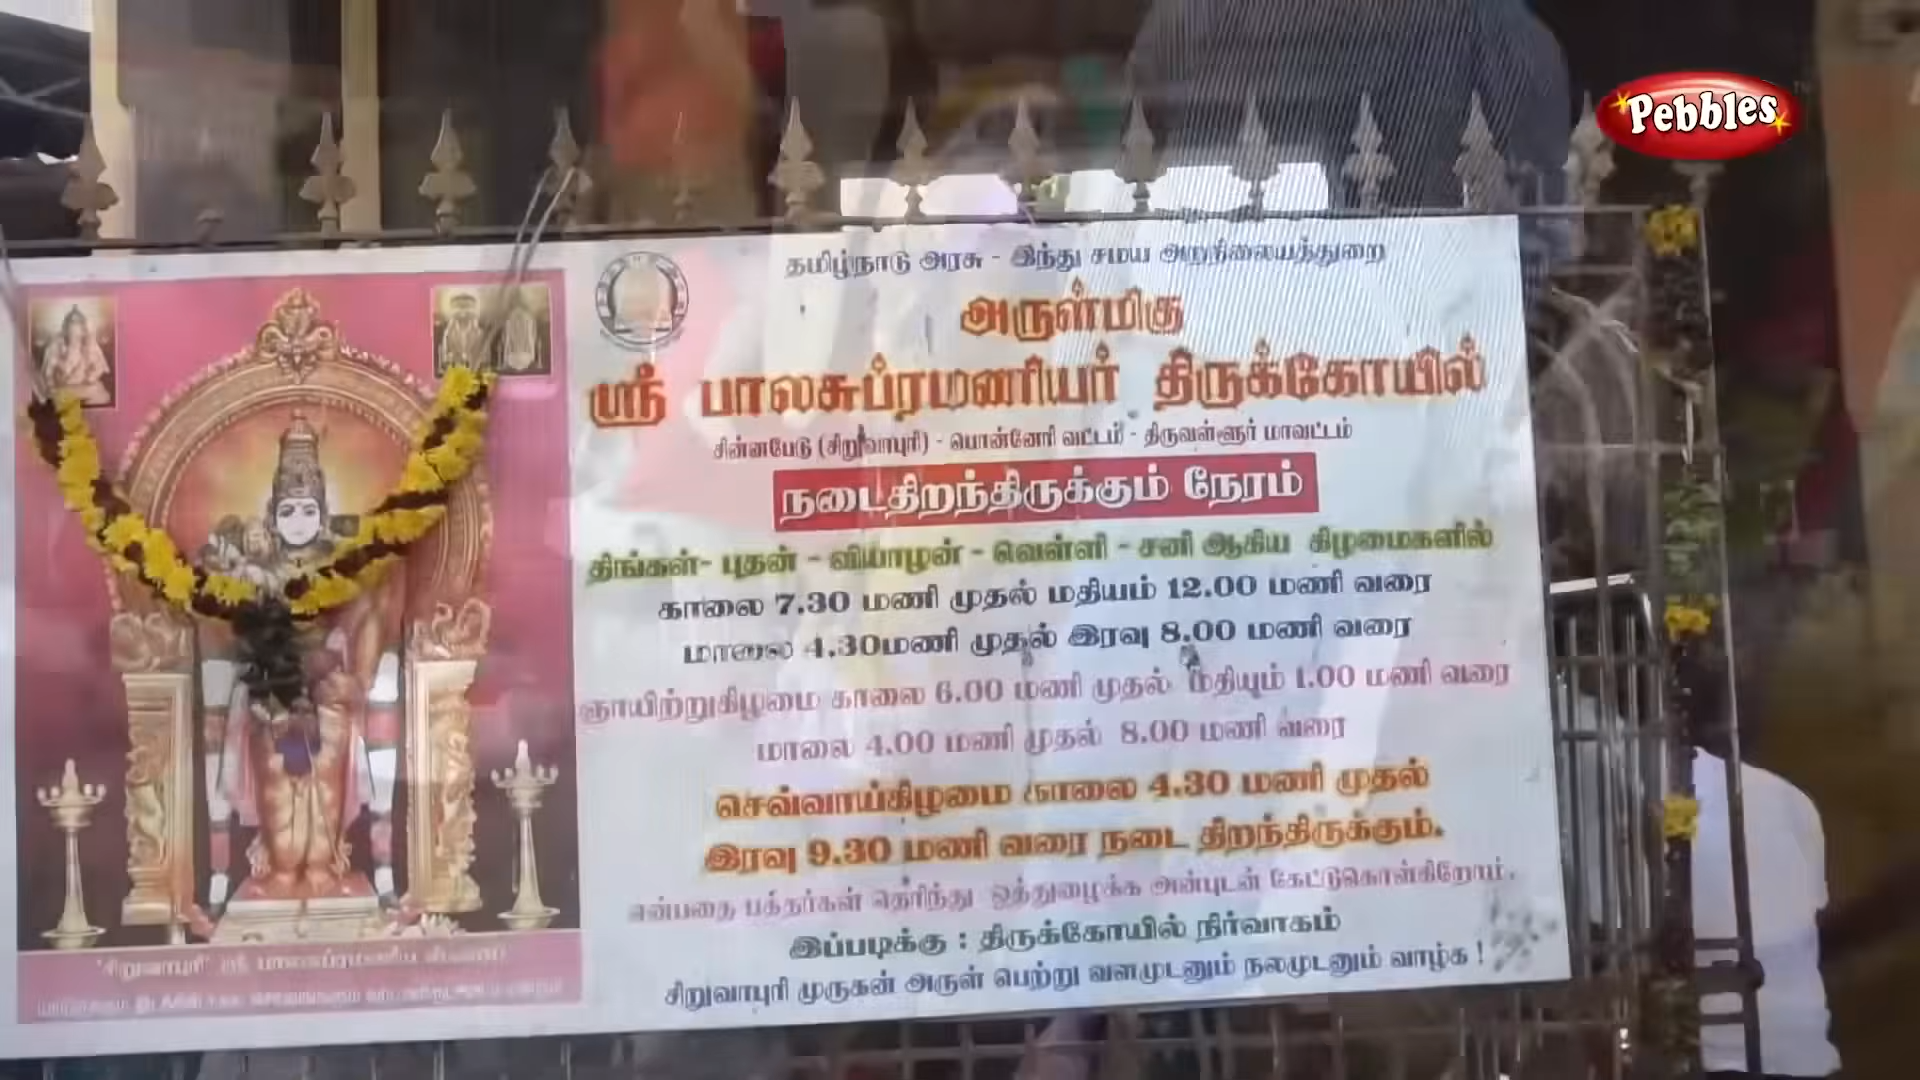 Pebbles
தமிழ்நாடு அரசு - இந்து சமய அறநிலையத்துறை
அருள்மிகு
ஸ்ரீ பாலசுப்ரமணியர் திருக்கோயில்
சின்னபேடு (சிறுவாபுரி) - பொன்னேரி வட்டம் - திருவள்ளூர் மாவட்டம்
நடைதிறந்திருக்கும் நேரம்
திங்கள்- புதன் - வியாழன் - வெள்ளி - சனி ஆகிய கிழமைகளில்
காலை 7.30 மணி முதல் மதியம் 12.00 மணி வரை
மாலை 4.30மணி முதல் இரவு 8.00 மணி வரை
ஞாயிற்றுகிழமை காலை 6.00 மணி முதல் மதியும் 1.00 மணி வரை
மாலை 4.00 மணி முதல் 8.00 மணி வரை
செவ்வாய்கிழமை காலை 4.30 மணி முதல்
இரவு 9.30 மணி வரை நடை திறந்திருக்கும்.
என்பதை பக்தர்கள் தெரிந்து ஒத்துழைக்க அன்புடன் கேட்டுகொள்கிறோம்.
இப்படிக்கு : திருக்கோயில் நிர்வாகம்
சிறுவாபுரி முருகன் அருள் பெற்று வளமுடனும் நலமுடனும் வாழ்க !
"சிறுவாபுரி" ஸ்ரீ பாலசுப்ரமணிய